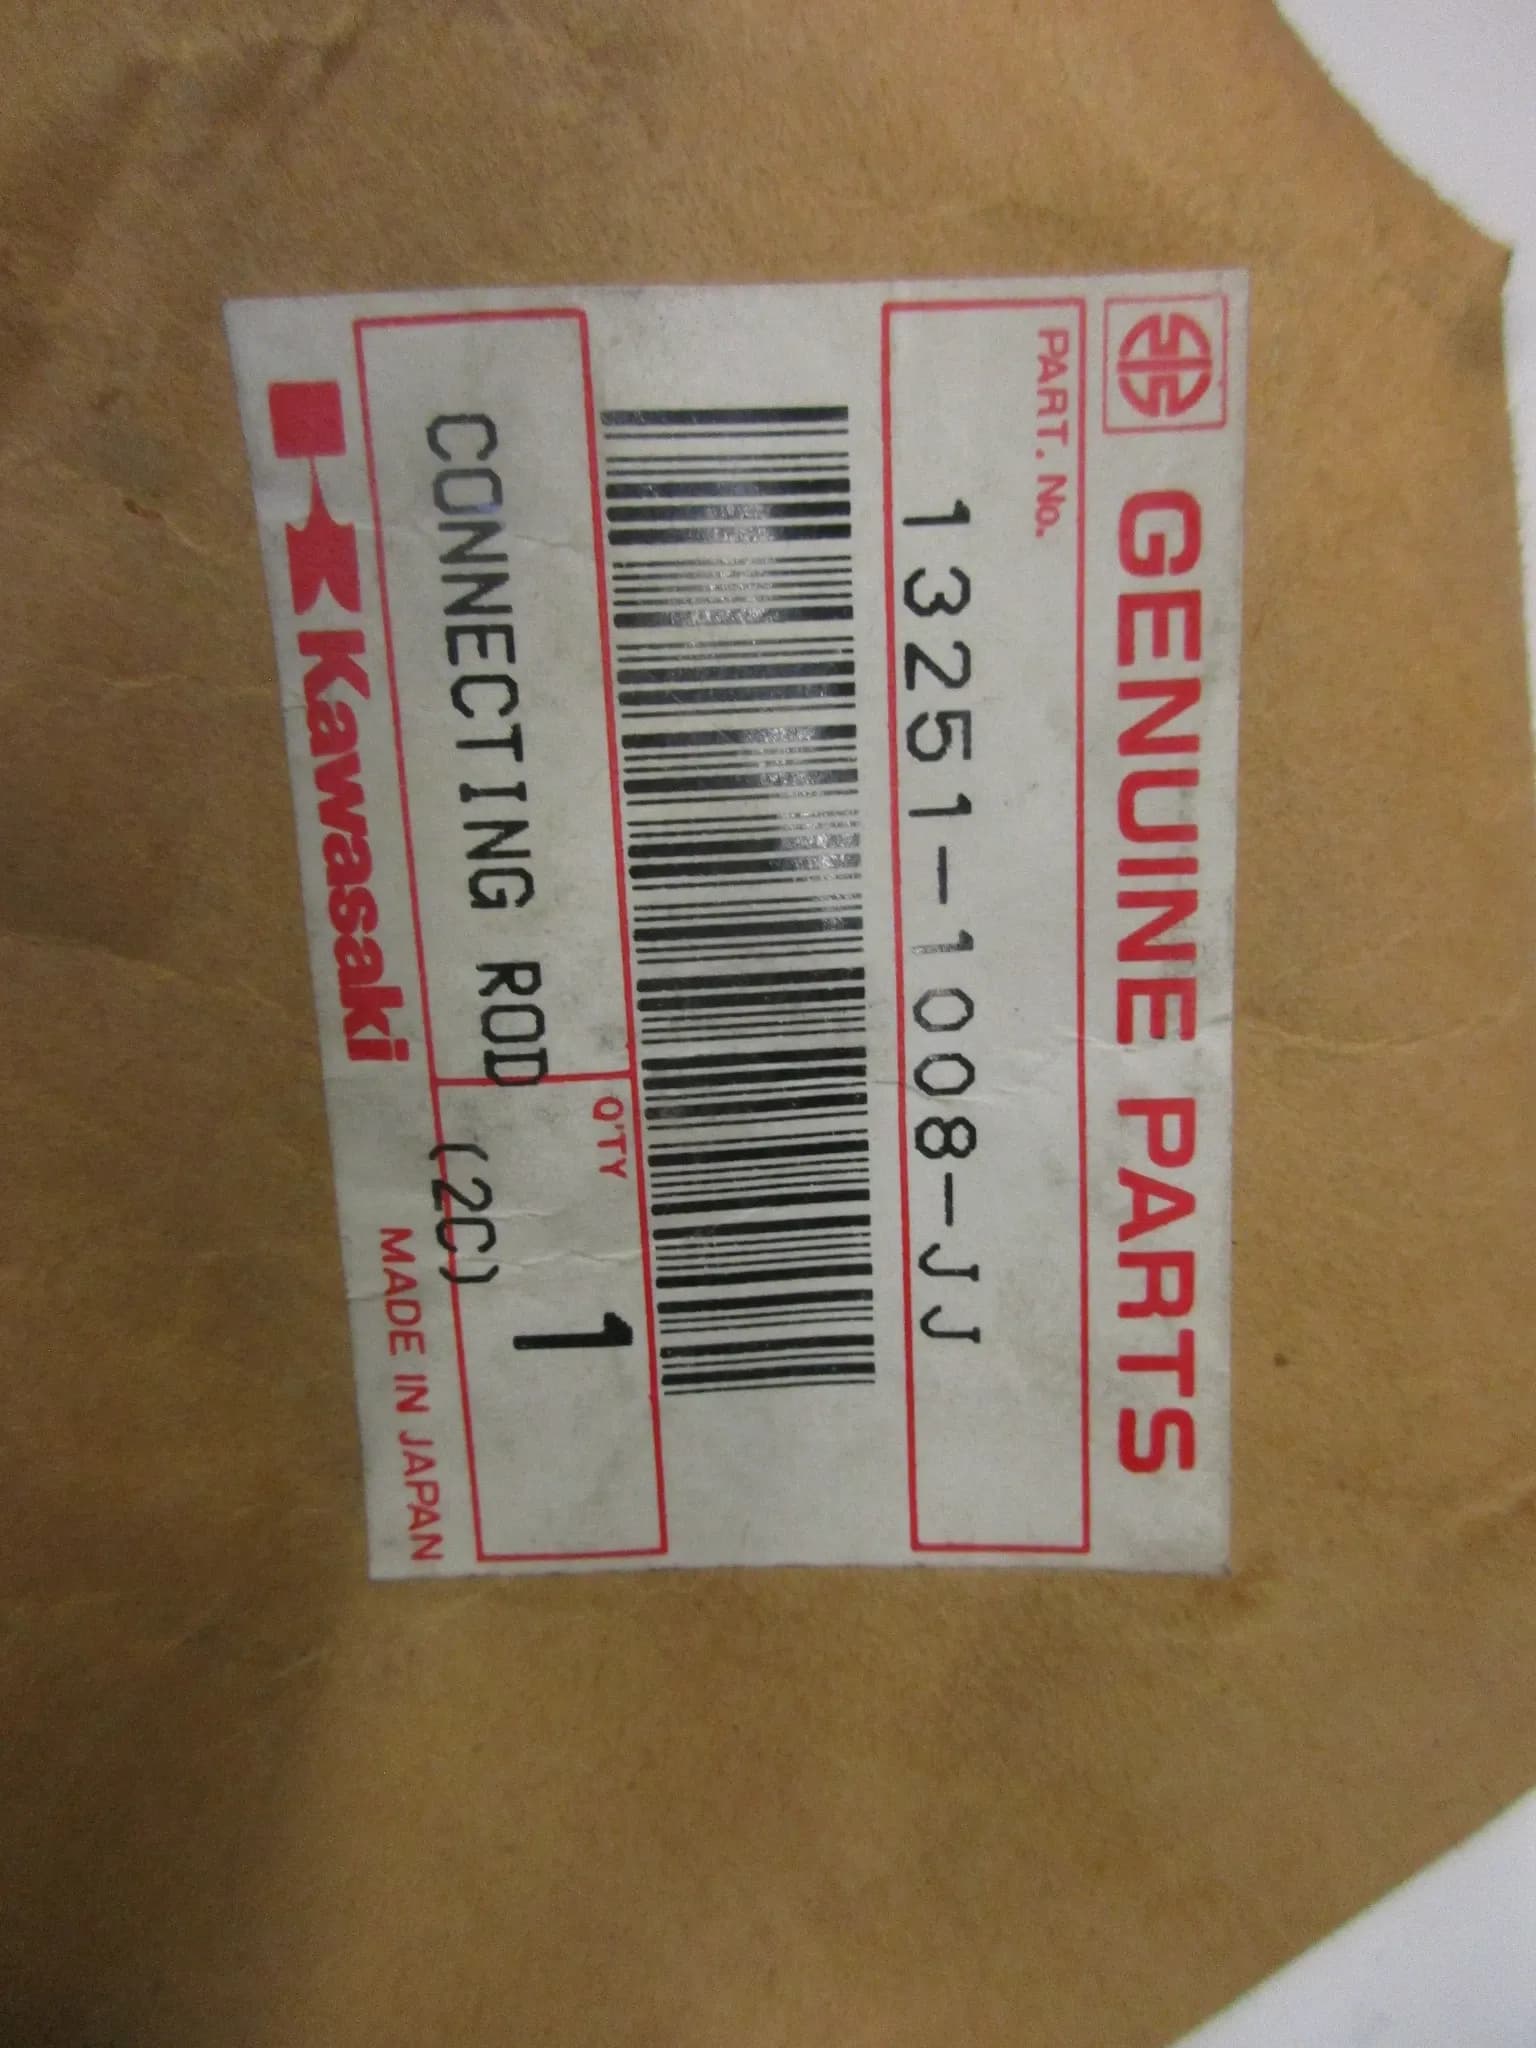 GENUINE PARTS
PART. No.
13251-1008-JJ
Q'TY
1
CONNECTING ROD (2C)
Kawasaki
MADE IN JAPAN